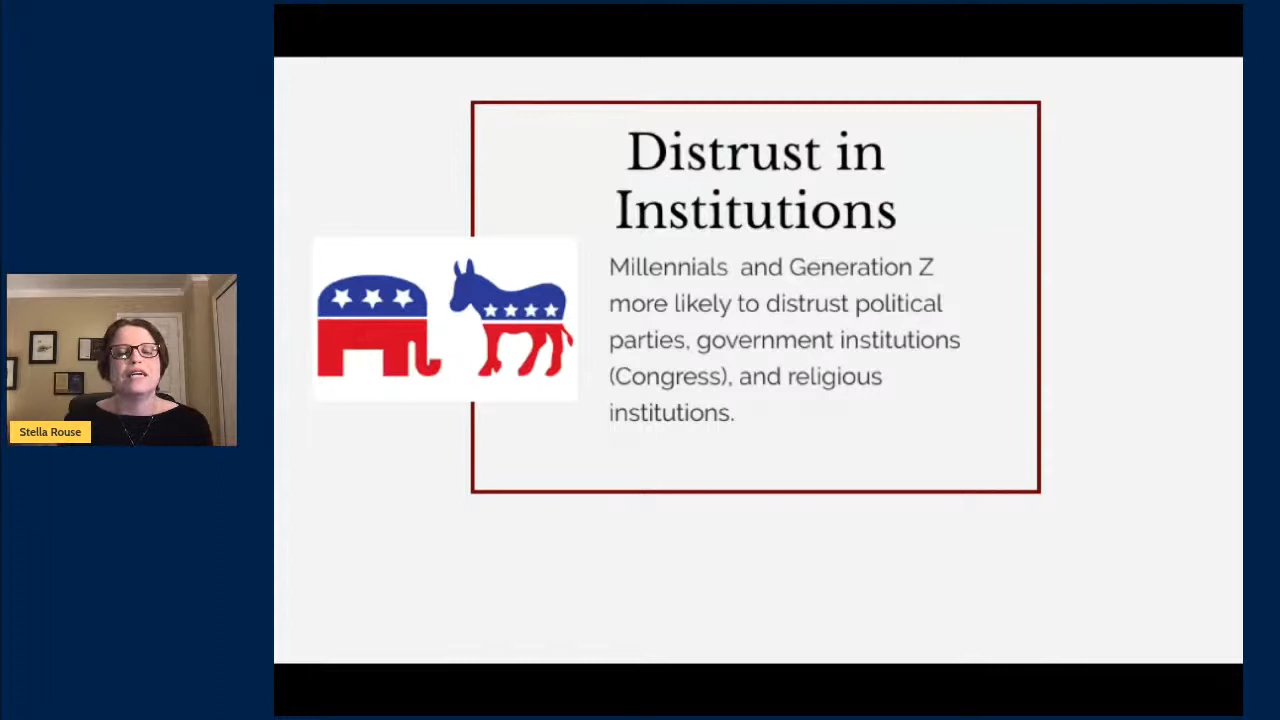 Distrust in
Institutions
Millennials and Generation Z
more likely to distrust political
parties, government institutions
(Congress), and religious
institutions.
Stella Rouse